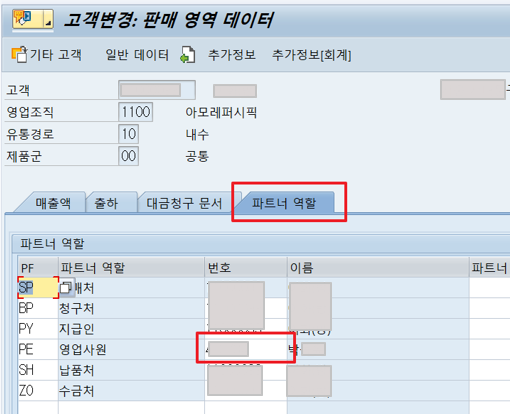 고객변경: 판매 영역 데이터
기타 고객 일반 데이터 추가정보 추가정보[회계]
고객
영업조직 1100 아모레퍼시픽
유통경로 10 내수
제품군 00 공통
매출액 출하 대금청구 문서 파트너 역할
파트너 역할
PF 파트너 역할 번호 이름 파트너
SP 매처
BP 청구처
PY 지급인
PE 영업사원
SH 납품처
Z0 수금처